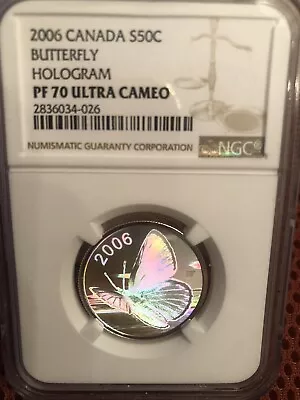 2006 CANADA S50C
BUTTERFLY
HOLOGRAM
PF 70 ULTRA CAMEO
2836034-026
NUMISMATIC GUARANTY CORPORATION
NGC
2006